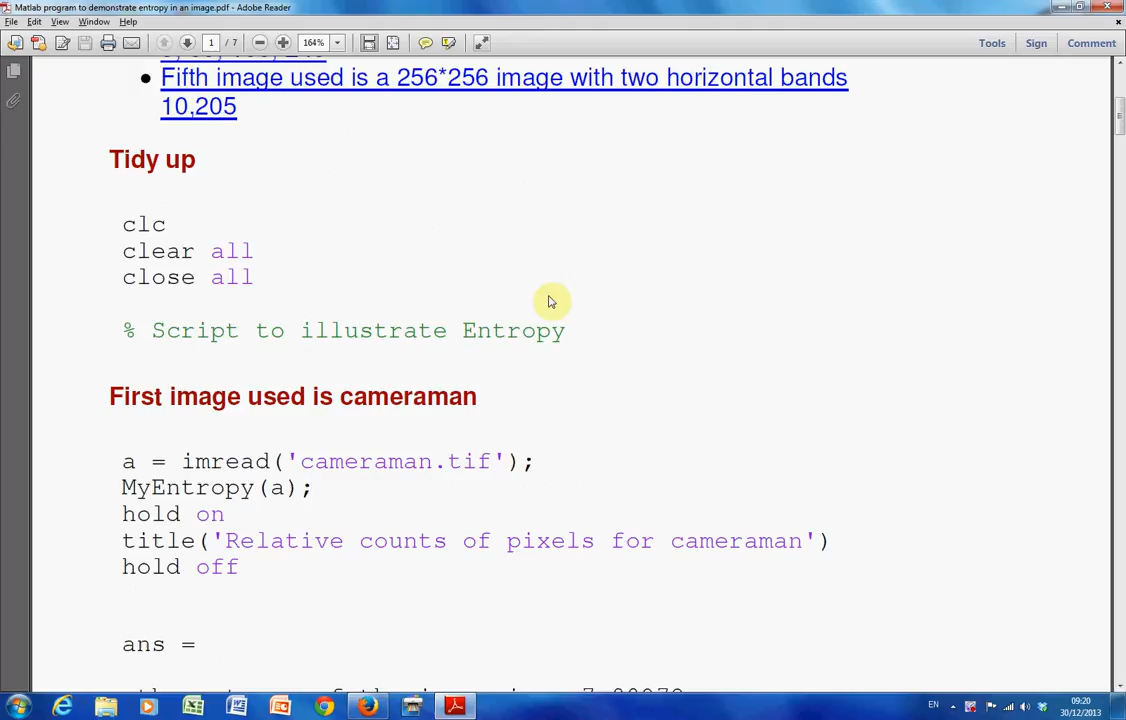 Matlab program to demonstrate entropy in an image.pdf - Adobe Reader
File Edit View Window Help
1 / 7 164% Tools Sign Comment
Fifth image used is a 256*256 image with two horizontal bands
10,205
Tidy up
clc
clear all
close all
% Script to illustrate Entropy
First image used is cameraman
a = imread('cameraman.tif');
MyEntropy(a);
hold on
title('Relative counts of pixels for cameraman')
hold off
ans =
EN 09:20
30/12/2013